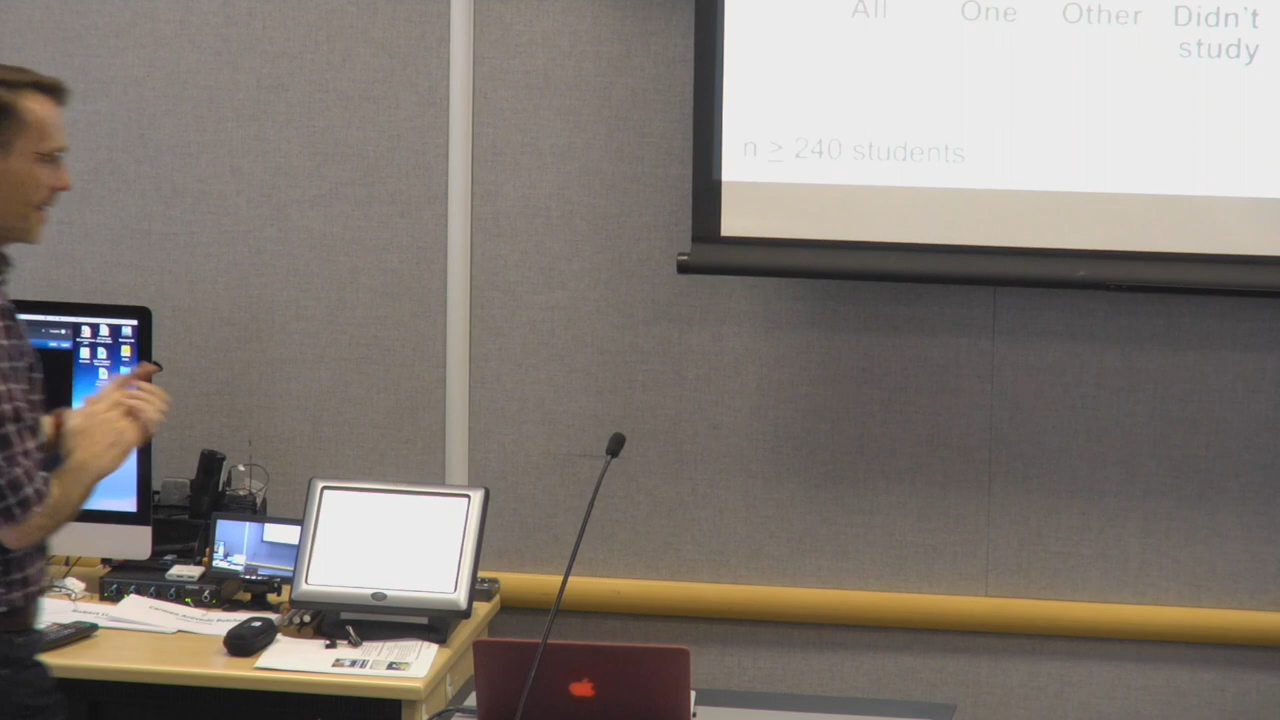 All One Other Didn't
study
n ≥ 240 students